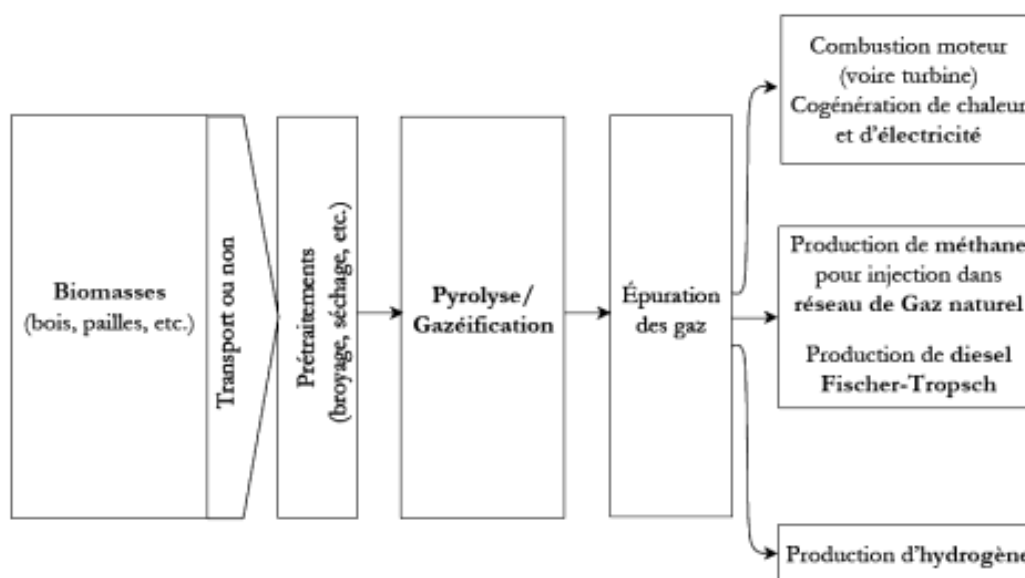 Biomasses
(bois, pailles, etc.)
Transport ou non
Prétraitements
(broyage, séchage, etc.)
Pyrolyse/
Gazéification
Épuration
des gaz
Combustion moteur
(voire turbine)
Cogénération de chaleur
et d'électricité
Production de méthane
pour injection dans
réseau de Gaz naturel
Production de diesel
Fischer-Tropsch
Production d'hydrogène